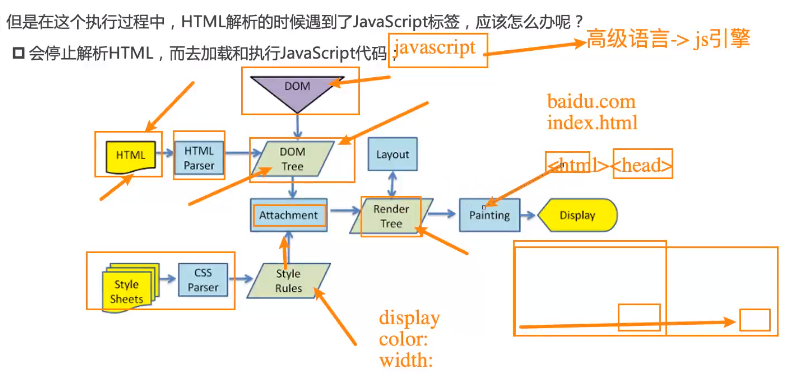 但是在这个执行过程中，HTML解析的时候遇到了JavaScript标签，应该怎么办呢？
会停止解析HTML，而去加载和执行JavaScript代码；
javascript
高级语言-> js引擎
DOM
baidu.com
index.html
HTML
HTML
Parser
DOM
Tree
Layout
<html><head>
Attachment
Render
Tree
Painting
Display
Style
Sheets
CSS
Parser
Style
Rules
display
color:
width: